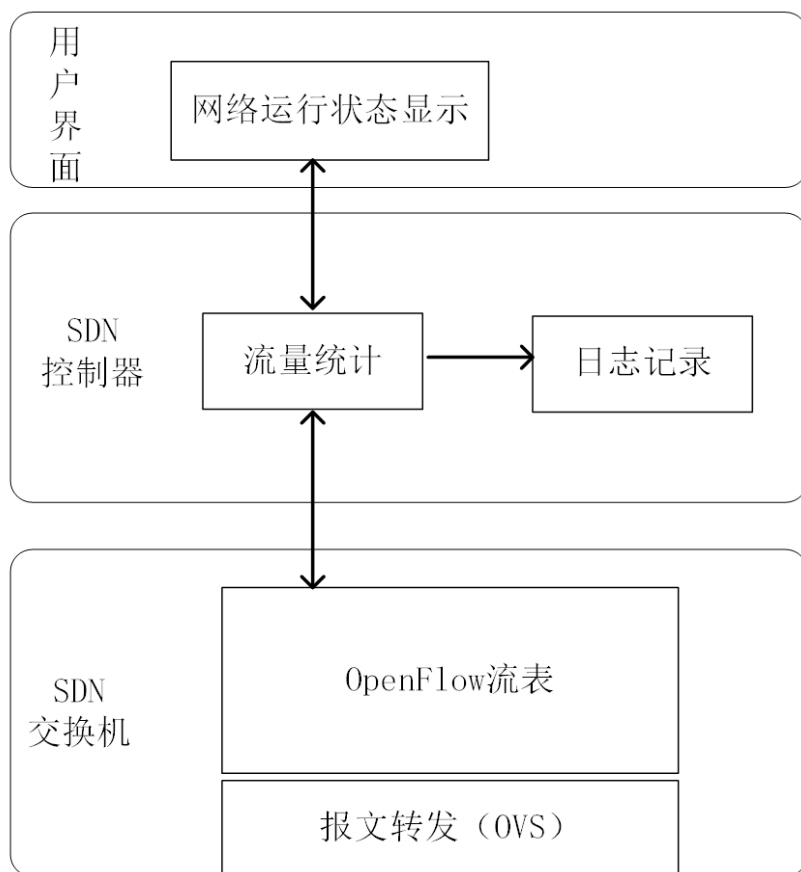 用户界面
网络运行状态显示
SDN
控制器
流量统计
日志记录
OpenFlow流表
SDN
交换机
报文转发（OVS）